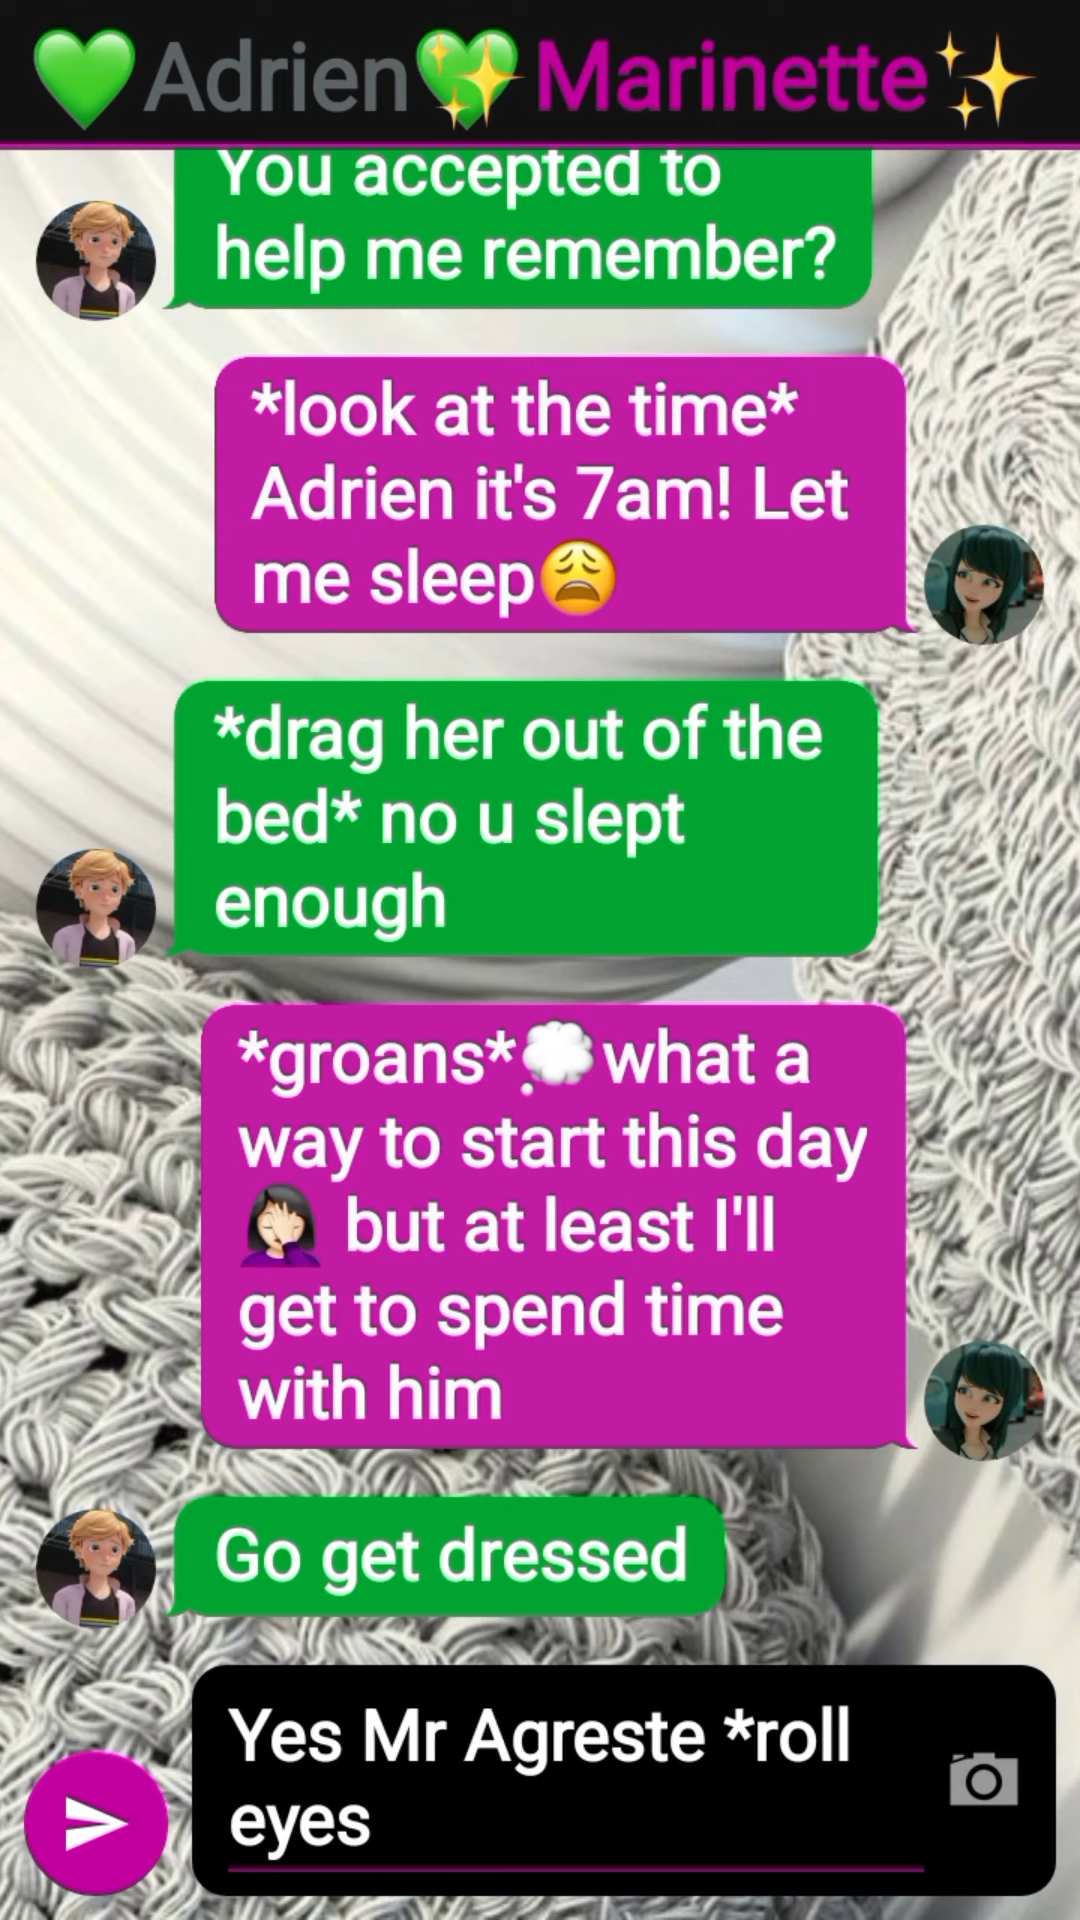 💚Adrien💚✨Marinette✨
You accepted to
help me remember?
*look at the time*
Adrien it's 7am! Let
me sleep😩
*drag her out of the
bed* no u slept
enough
*groans*💭what a
way to start this day
🤦🏻‍♀️ but at least I'll
get to spend time
with him
Go get dressed
Yes Mr Agreste *roll
eyes